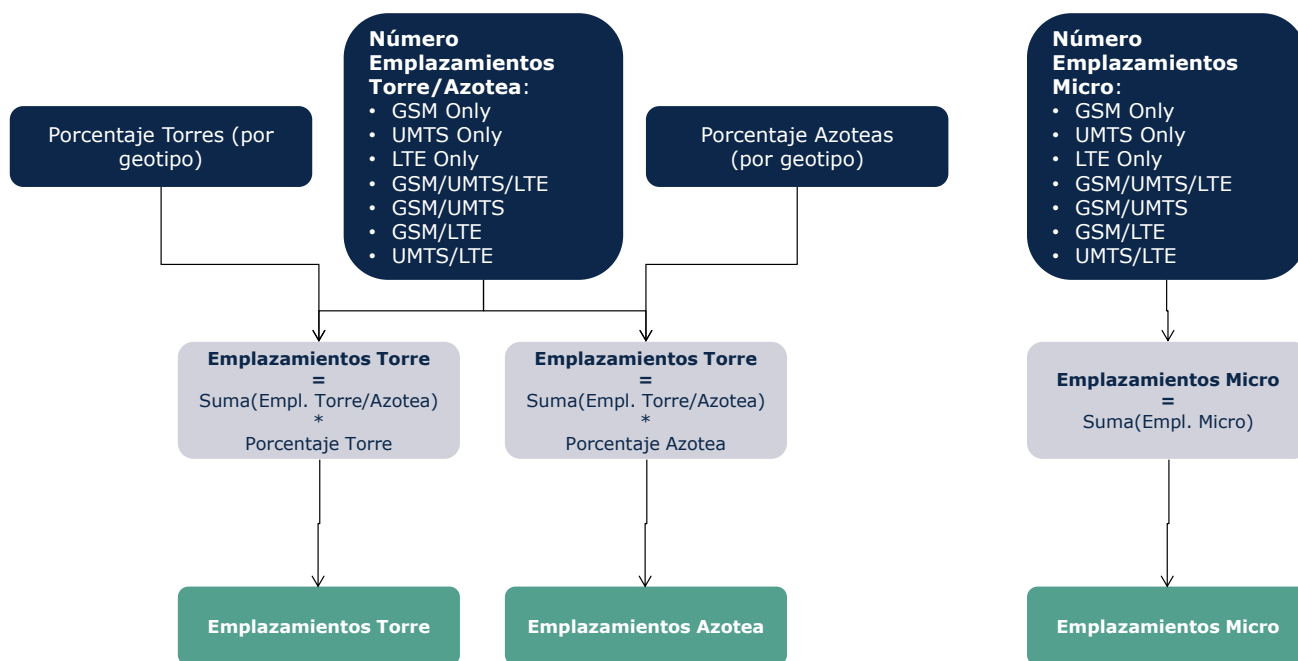 Número
Emplazamientos
Torre/Azotea:
• GSM Only
• UMTS Only
• LTE Only
• GSM/UMTS/LTE
• GSM/UMTS
• GSM/LTE
• UMTS/LTE
Número
Emplazamientos
Micro:
• GSM Only
• UMTS Only
• LTE Only
• GSM/UMTS/LTE
• GSM/UMTS
• GSM/LTE
• UMTS/LTE
Porcentaje Torres (por
geotipo)
Porcentaje Azoteas
(por geotipo)
Emplazamientos Torre
=
Suma(Empl. Torre/Azotea)
*
Porcentaje Torre
Emplazamientos Torre
=
Suma(Empl. Torre/Azotea)
*
Porcentaje Azotea
Emplazamientos Micro
=
Suma(Empl. Micro)
Emplazamientos Torre
Emplazamientos Azotea
Emplazamientos Micro